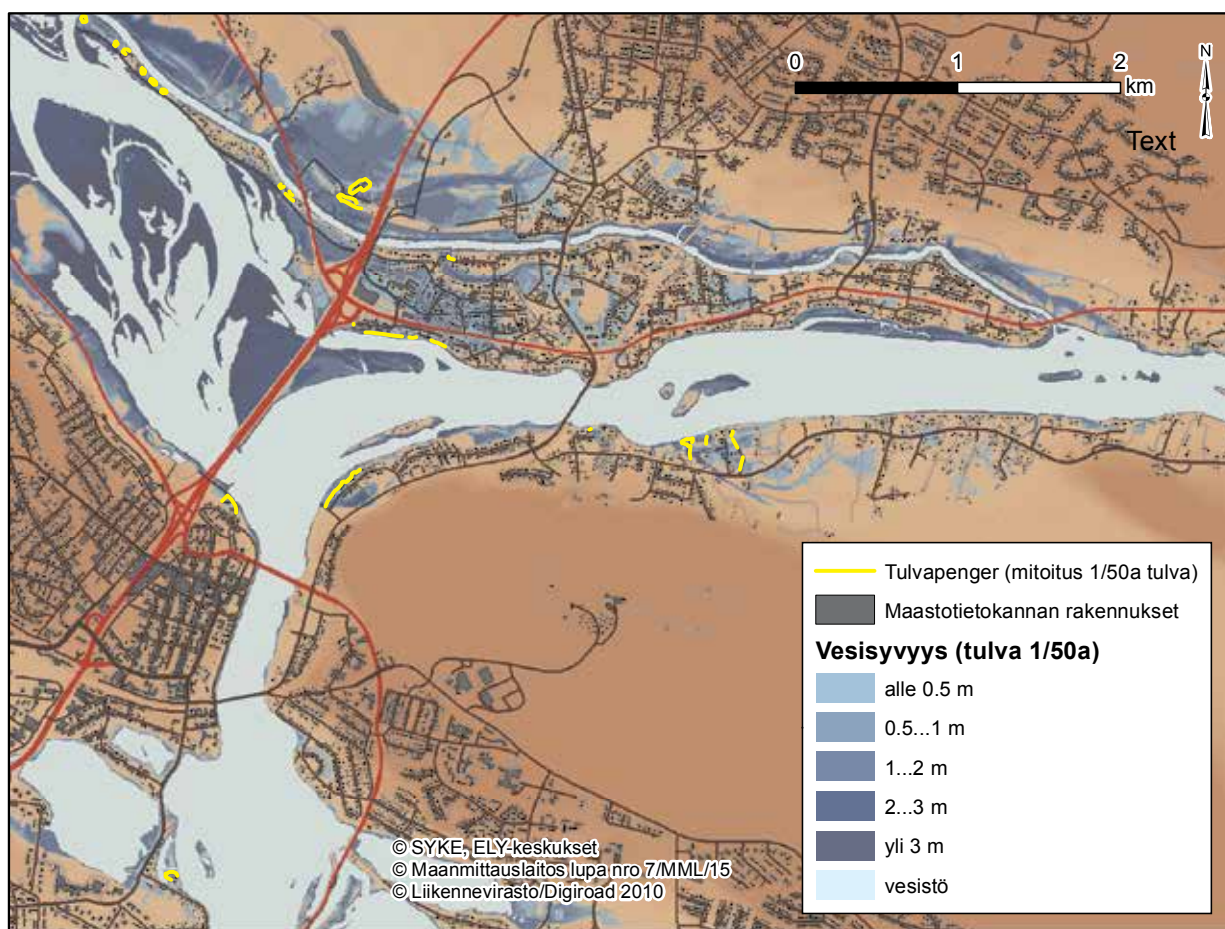 0 1 2
km
N
Text
Tulvapenger (mitoitus 1/50a tulva)
Maastotietokannan rakennukset
Vesisyvyys (tulva 1/50a)
alle 0.5 m
0.5...1 m
1...2 m
2...3 m
yli 3 m
vesistö
© SYKE, ELY-keskukset
© Maanmittauslaitos lupa nro 7/MML/15
© Liikennevirasto/Digiroad 2010